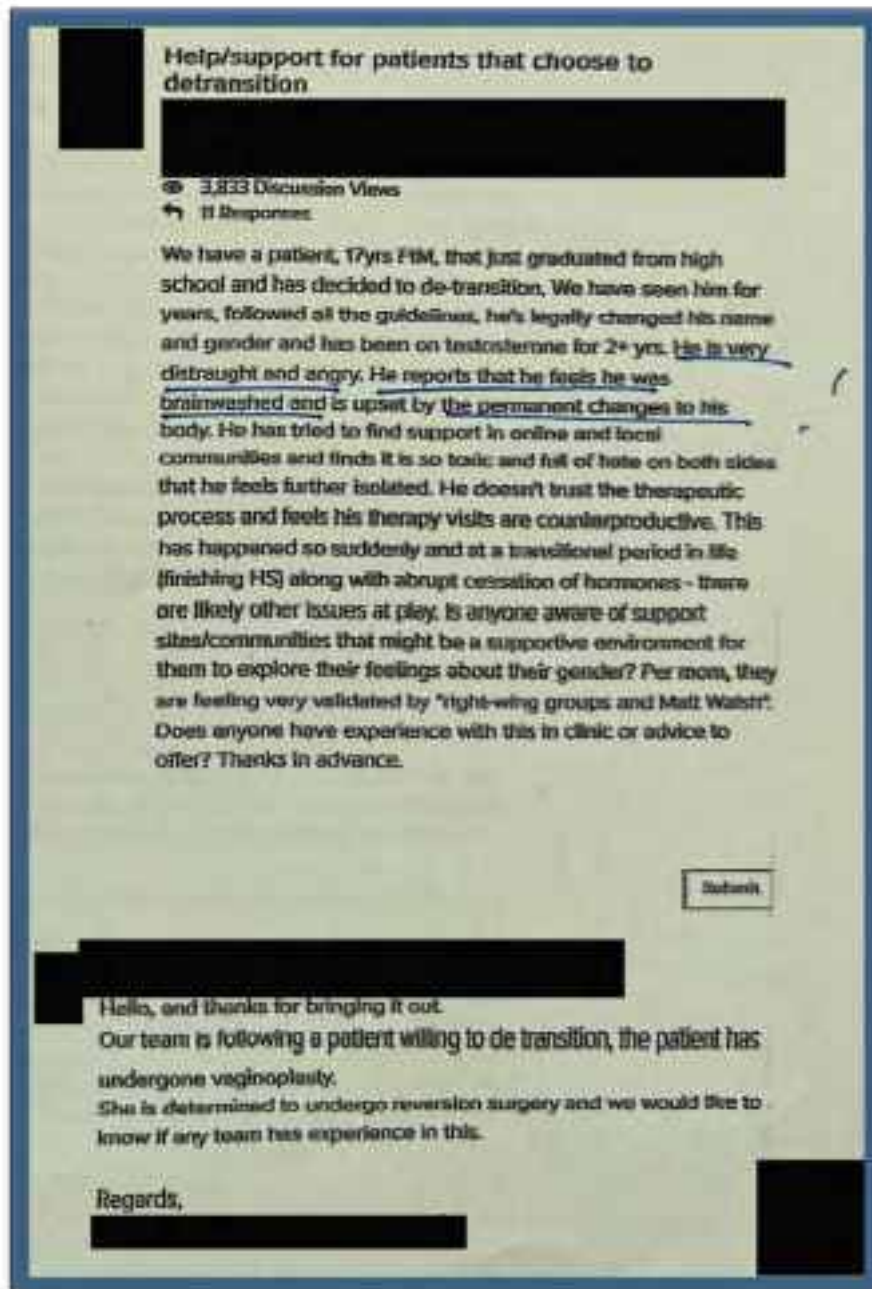 Help/support for patients that choose to
detransition
3,833 Discussion Views
11 Responses
We have a patient, 17yrs FtM, that just graduated from high
school and has decided to de-transition. We have seen him for
years, followed all the guidelines, he's legally changed his name
and gender and has been on testosterone for 2+ yrs. He is very
distraught and angry. He reports that he feels he was
brainwashed and is upset by the permanent changes to his
body. He has tried to find support in online and local
communities and finds it is so toxic and full of hate on both sides
that he feels further isolated. He doesn't trust the therapeutic
process and feels his therapy visits are counterproductive. This
has happened so suddenly and at a transitional period in life
(finishing HS) along with abrupt cessation of hormones - there
are likely other issues at play. Is anyone aware of support
sites/communities that might be a supportive environment for
them to explore their feelings about their gender? Per mom, they
are feeling very validated by "right-wing groups and Matt Walsh".
Does anyone have experience with this in clinic or advice to
offer? Thanks in advance.
Submit
Hello, and thanks for bringing it out.
Our team is following a patient willing to de transition, the patient has
undergone vaginoplasty.
She is determined to undergo reversion surgery and we would like to
know if any team has experience in this.
Regards,